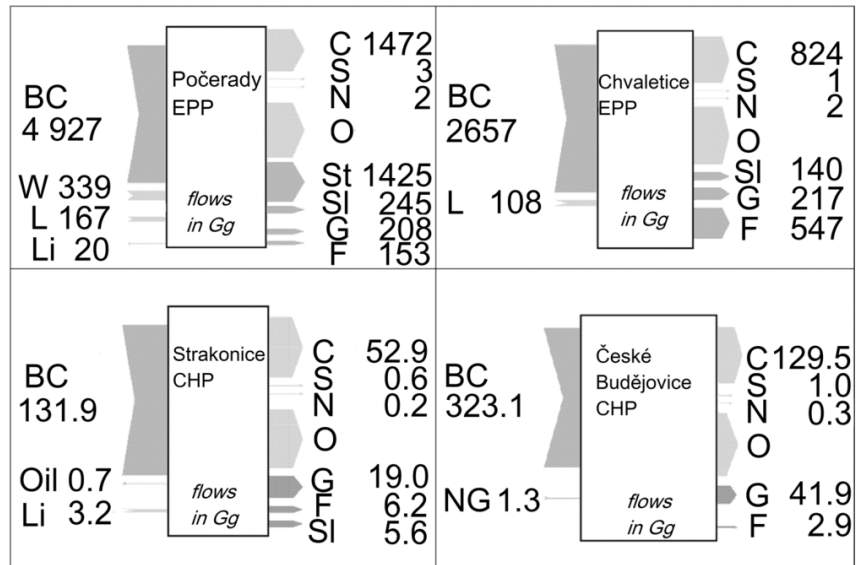 Počerady
EPP
BC
4 927
W 339
L 167
Li 20
flows
in Gg
C 1472
S 3
N 2
O
St 1425
Sl 245
G 208
F 153
Chvaletice
EPP
BC
2657
L 108
flows
in Gg
C 824
S 1
N 2
O
Sl 140
G 217
F 547
Strakonice
CHP
BC
131.9
Oil 0.7
Li 3.2
flows
in Gg
C 52.9
S 0.6
N 0.2
O
G 19.0
F 6.2
Sl 5.6
České
Budějovice
CHP
BC
323.1
NG 1.3
flows
in Gg
C 129.5
S 1.0
N 0.3
O
G 41.9
F 2.9